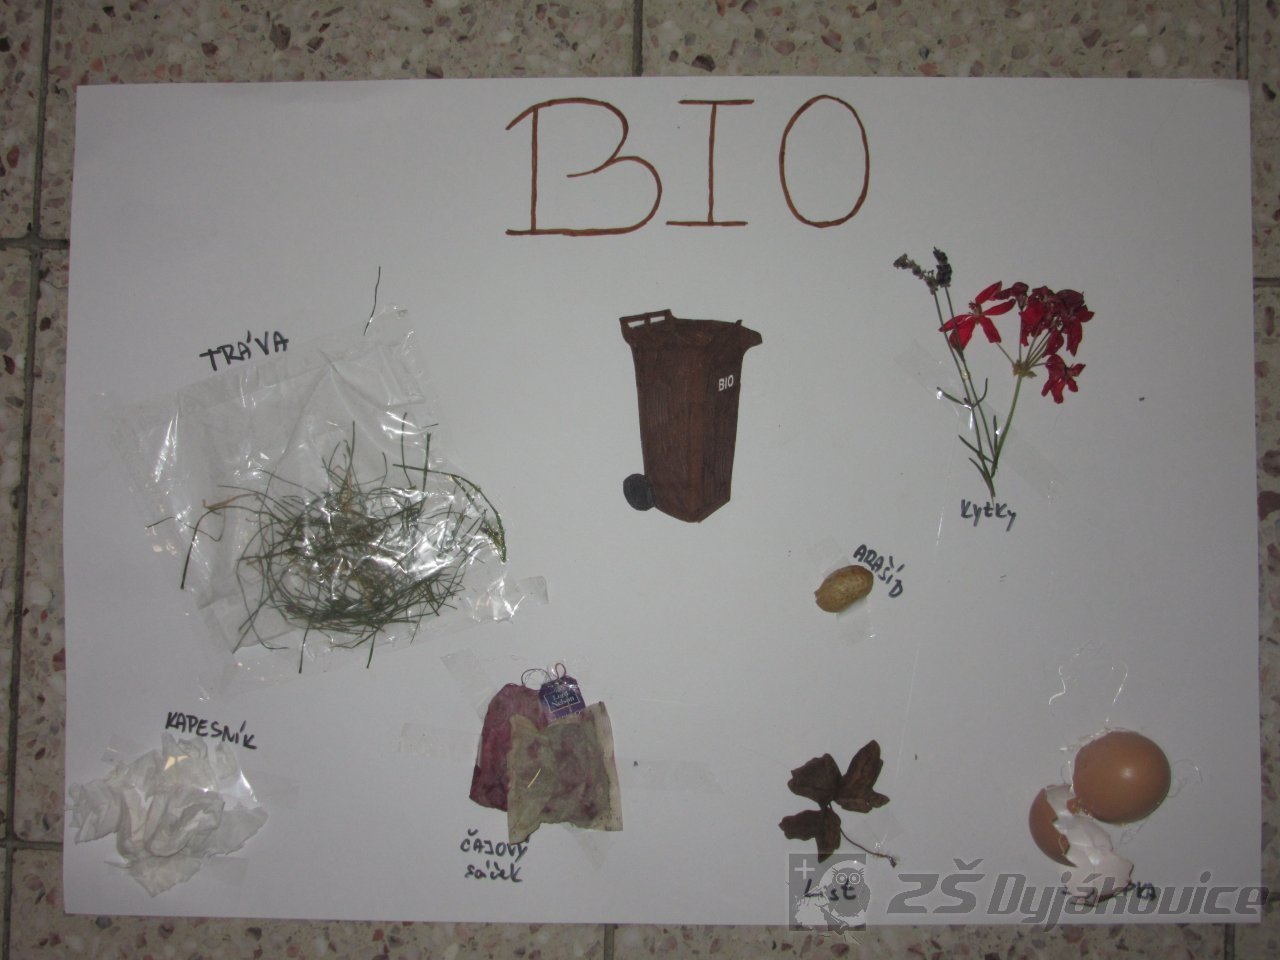 BIO
TRÁVA
BIO
Kytky
ARAŠÍD
KAPESNÍK
ČAJOVÝ
sáček
List
ZŠ Dyjákovice